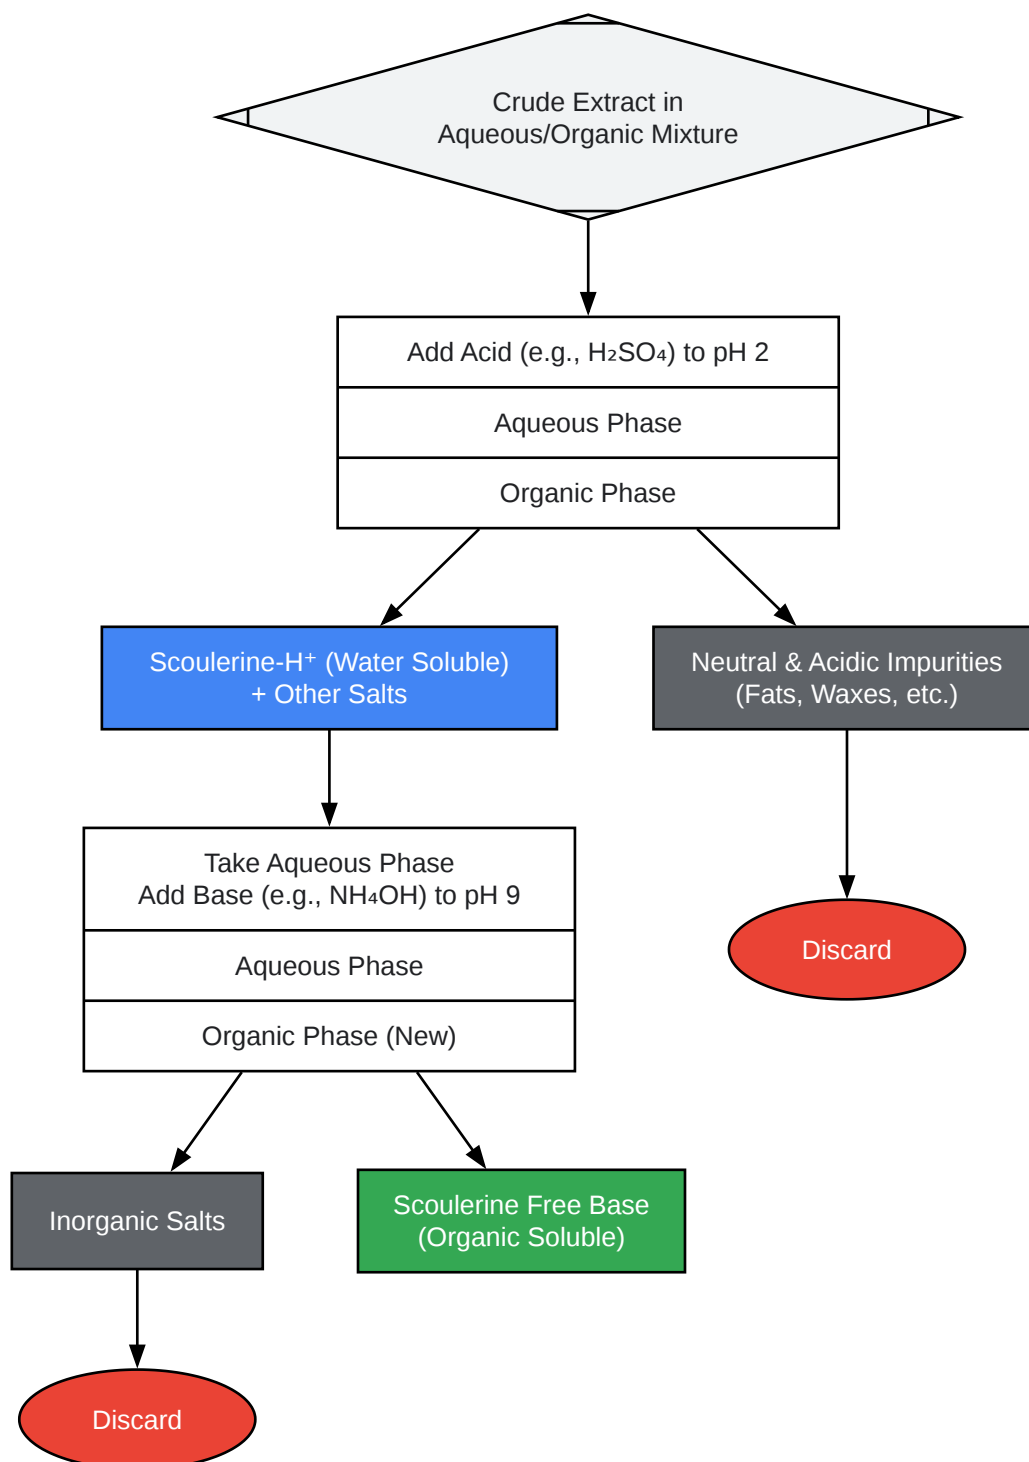 Crude Extract in
Aqueous/Organic Mixture
Add Acid (e.g., H₂SO₄) to pH 2
Aqueous Phase
Organic Phase
Scoulerine-H⁺ (Water Soluble)
+ Other Salts
Neutral & Acidic Impurities
(Fats, Waxes, etc.)
Take Aqueous Phase
Add Base (e.g., NH₄OH) to pH 9
Aqueous Phase
Organic Phase (New)
Discard
Inorganic Salts
Scoulerine Free Base
(Organic Soluble)
Discard